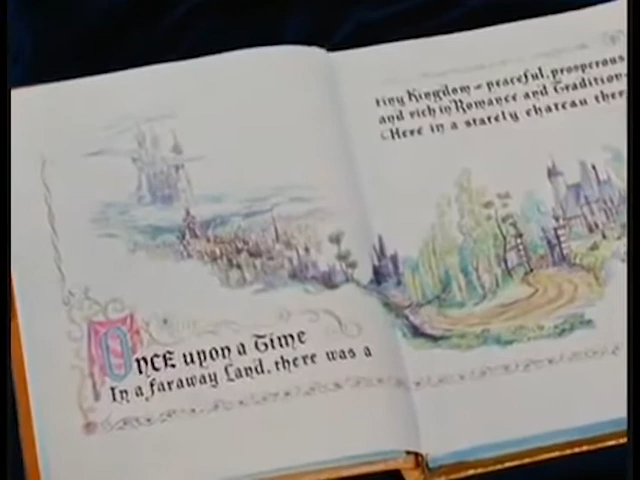 Once upon a Time
In a faraway Land, there was a
tiny Kingdom - peaceful, prosperous
and rich in Romance and Tradition.
Here in a stately chateau there